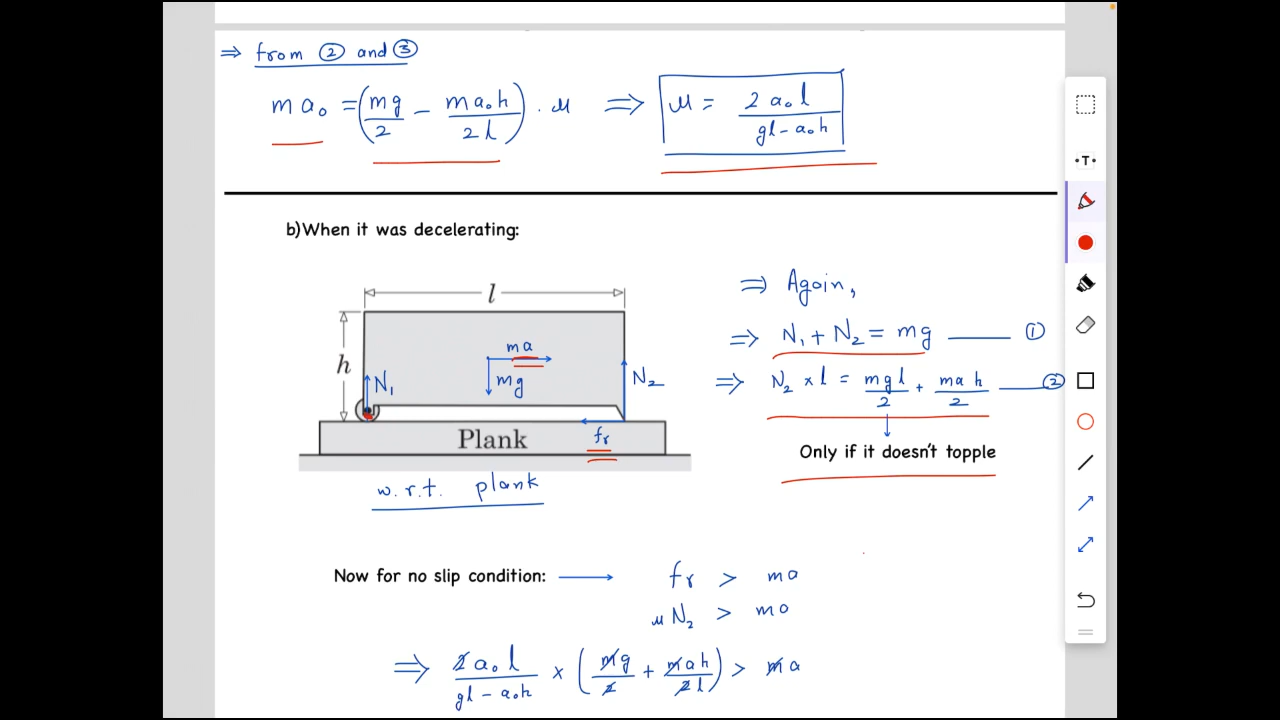 ⇒ from ② and ③
m a₀ = (mg/2 - ma₀h/2l) . μ ⇒ μ = 2a₀l/gl-a₀h
b)When it was decelerating:
l
⇒ Again,
⇒ N₁ + N₂ = mg ①
h
ma
N₁
mg
N₂
⇒ N₂ × l = mgl/2 + mah/2 ②
Plank
fr
Only if it doesn't topple
w.r.t. plank
Now for no slip condition: → fr > ma
μN₂ > ma
⇒ 2a₀l/gl-a₀h × (mg/2 + mah/2l) > ma
T